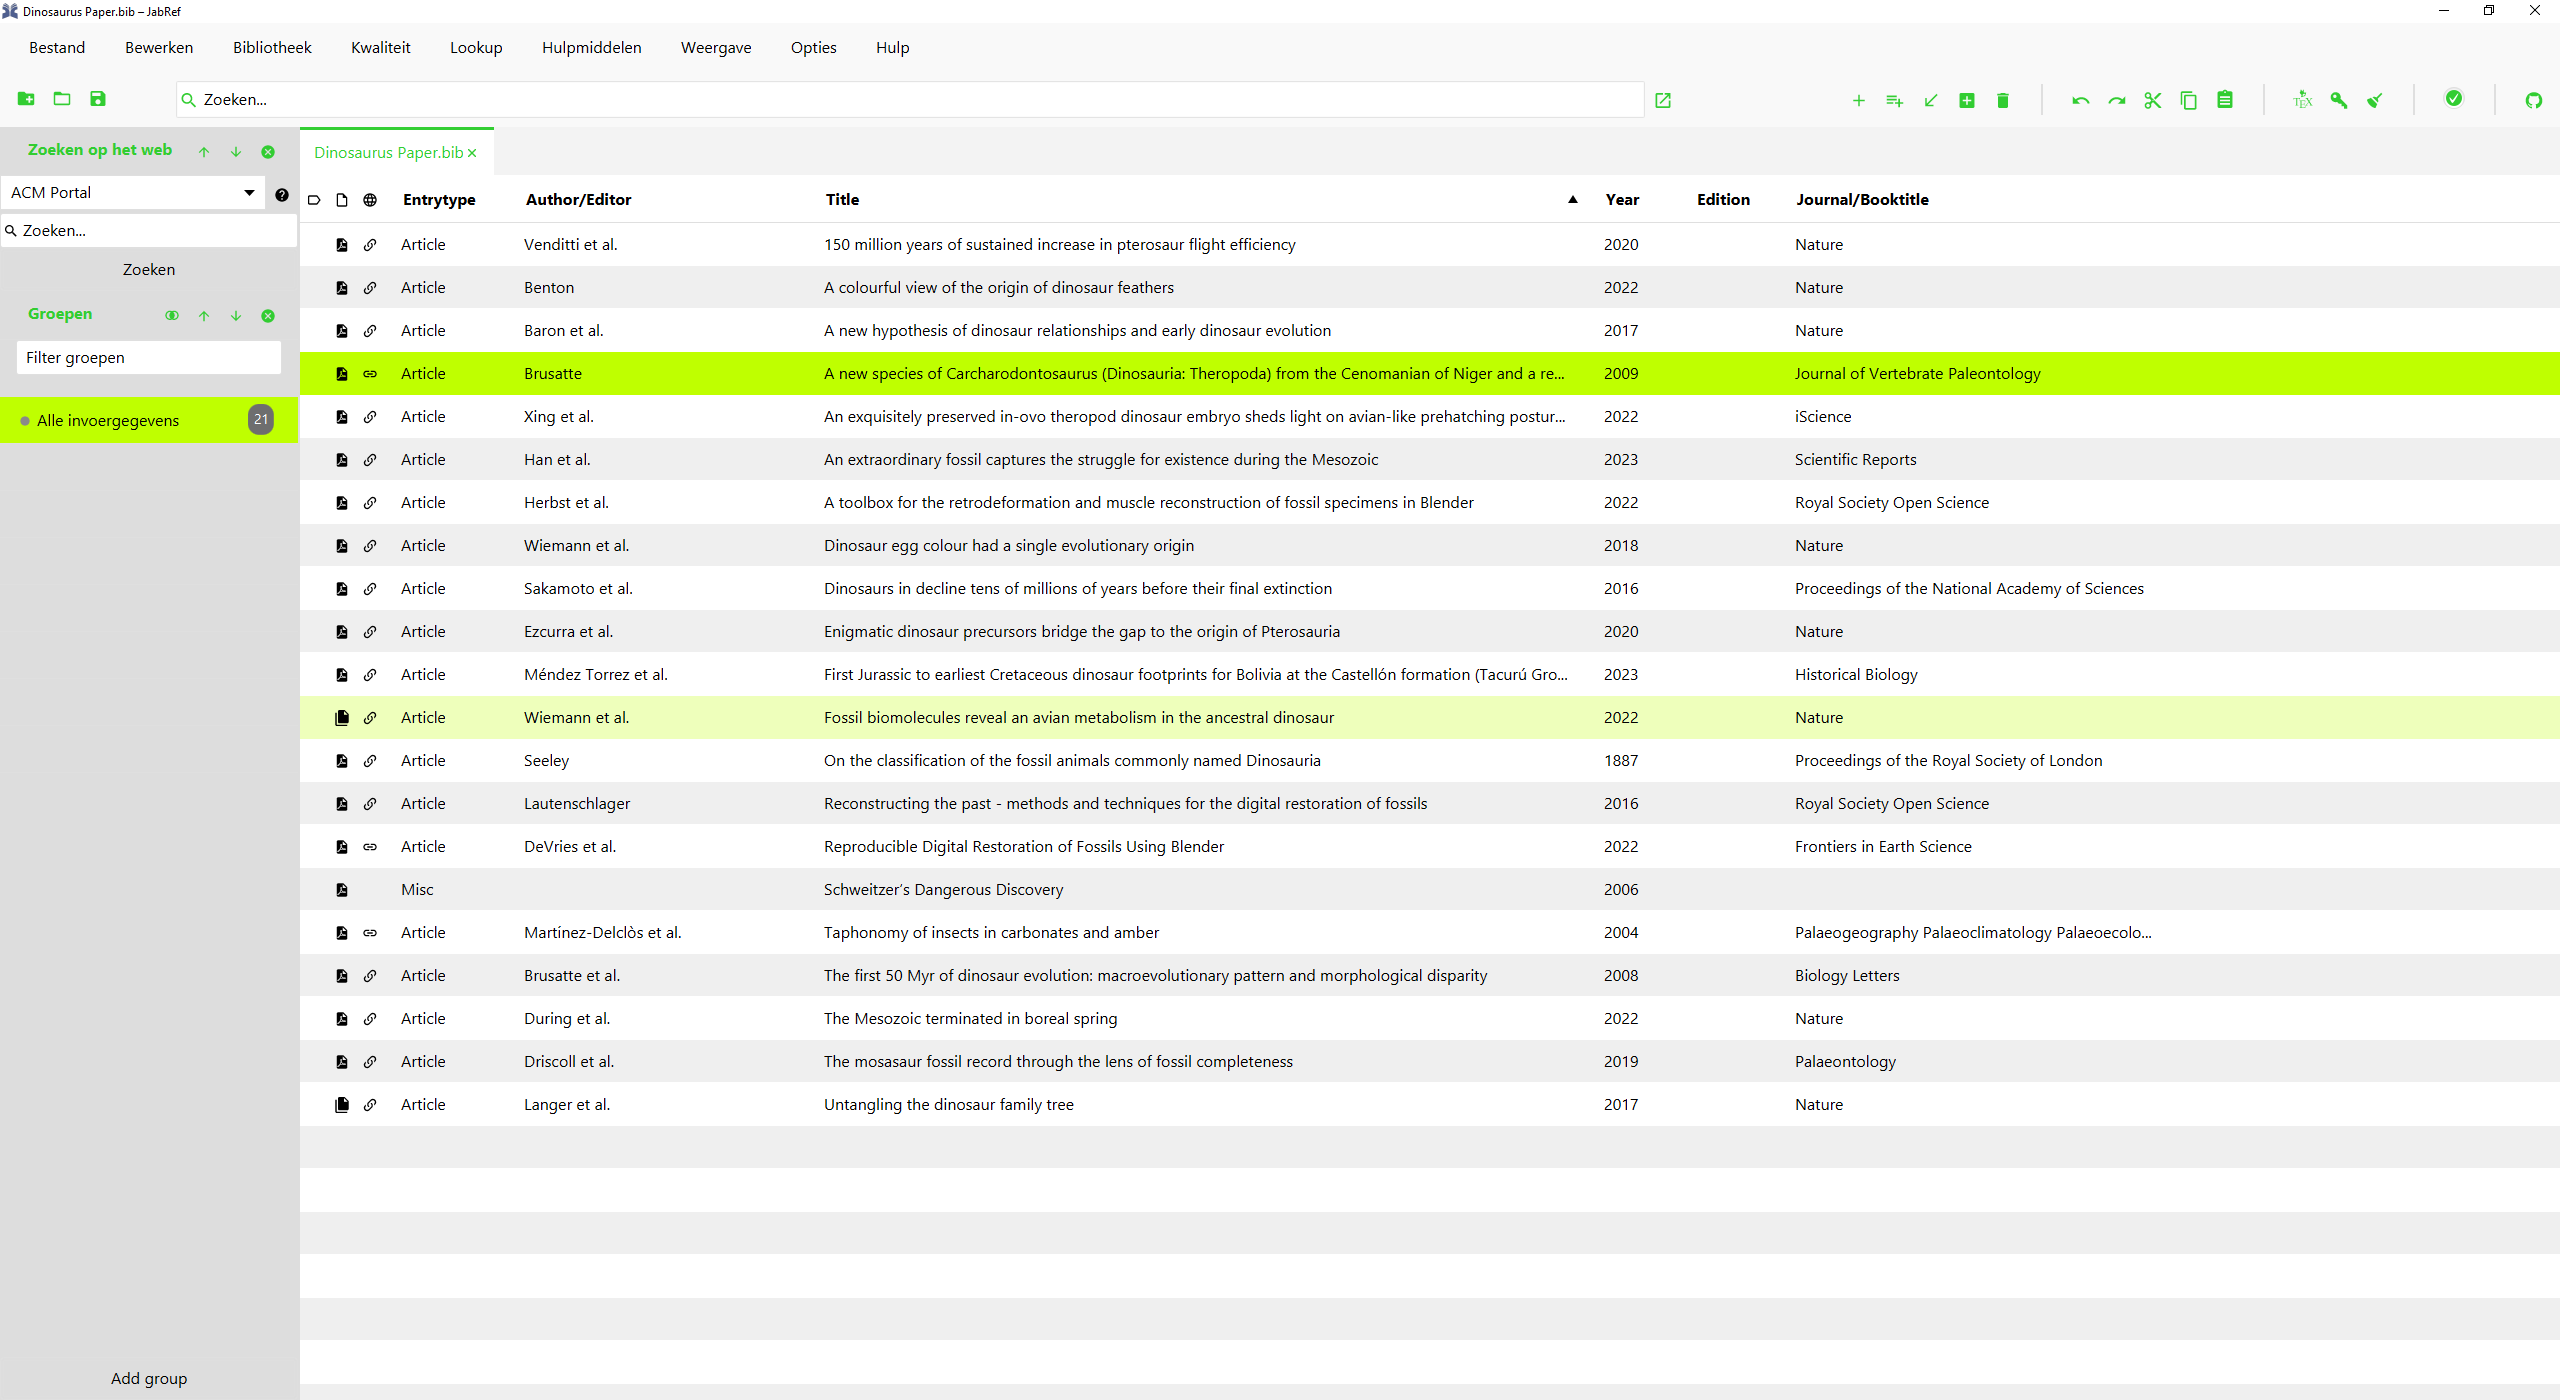 Dinosaurus Paper.bib – JabRef
Bestand Bewerken Bibliotheek Kwaliteit Lookup Hulpmiddelen Weergave Opties Hulp
Zoeken...
TEX
Zoeken op het web
ACM Portal
Zoeken...
Zoeken
Groepen
Filter groepen
Alle invoergegevens 21
Add group
Dinosaurus Paper.bib
Entrytype Author/Editor Title Year Edition Journal/Booktitle
Article Venditti et al. 150 million years of sustained increase in pterosaur flight efficiency 2020 Nature
Article Benton A colourful view of the origin of dinosaur feathers 2022 Nature
Article Baron et al. A new hypothesis of dinosaur relationships and early dinosaur evolution 2017 Nature
Article Brusatte A new species of Carcharodontosaurus (Dinosauria: Theropoda) from the Cenomanian of Niger and a re... 2009 Journal of Vertebrate Paleontology
Article Xing et al. An exquisitely preserved in-ovo theropod dinosaur embryo sheds light on avian-like prehatching postur... 2022 iScience
Article Han et al. An extraordinary fossil captures the struggle for existence during the Mesozoic 2023 Scientific Reports
Article Herbst et al. A toolbox for the retrodeformation and muscle reconstruction of fossil specimens in Blender 2022 Royal Society Open Science
Article Wiemann et al. Dinosaur egg colour had a single evolutionary origin 2018 Nature
Article Sakamoto et al. Dinosaurs in decline tens of millions of years before their final extinction 2016 Proceedings of the National Academy of Sciences
Article Ezcurra et al. Enigmatic dinosaur precursors bridge the gap to the origin of Pterosauria 2020 Nature
Article Méndez Torrez et al. First Jurassic to earliest Cretaceous dinosaur footprints for Bolivia at the Castellón formation (Tacurú Gro... 2023 Historical Biology
Article Wiemann et al. Fossil biomolecules reveal an avian metabolism in the ancestral dinosaur 2022 Nature
Article Seeley On the classification of the fossil animals commonly named Dinosauria 1887 Proceedings of the Royal Society of London
Article Lautenschlager Reconstructing the past - methods and techniques for the digital restoration of fossils 2016 Royal Society Open Science
Article DeVries et al. Reproducible Digital Restoration of Fossils Using Blender 2022 Frontiers in Earth Science
Misc Schweitzer’s Dangerous Discovery 2006
Article Martínez-Delclòs et al. Taphonomy of insects in carbonates and amber 2004 Palaeogeography Palaeoclimatology Palaeoecolo...
Article Brusatte et al. The first 50 Myr of dinosaur evolution: macroevolutionary pattern and morphological disparity 2008 Biology Letters
Article During et al. The Mesozoic terminated in boreal spring 2022 Nature
Article Driscoll et al. The mosasaur fossil record through the lens of fossil completeness 2019 Palaeontology
Article Langer et al. Untangling the dinosaur family tree 2017 Nature